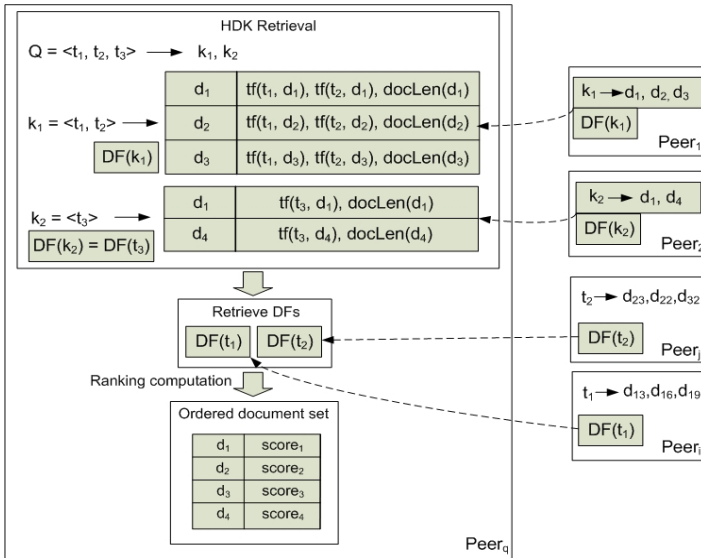 HDK Retrieval
Q = <t1, t2, t3> → k1, k2
d1 tf(t1, d1), tf(t2, d1), docLen(d1)
k1 = <t1, t2> → d2 tf(t1, d2), tf(t2, d2), docLen(d2)
DF(k1) d3 tf(t1, d3), tf(t2, d3), docLen(d3)
k2 = <t3> → d1 tf(t3, d1), docLen(d1)
DF(k2) = DF(t3) d4 tf(t3, d4), docLen(d4)
Retrieve DFs
DF(t1) DF(t2)
Ranking computation
Ordered document set
d1 score1
d2 score2
d3 score3
d4 score4
Peerq
k1 → d1, d2, d3
DF(k1)
Peer1
k2 → d1, d4
DF(k2)
Peer2
t2 → d23,d22,d32
DF(t2)
Peerj
t1 → d13,d16,d19
DF(t1)
Peeri